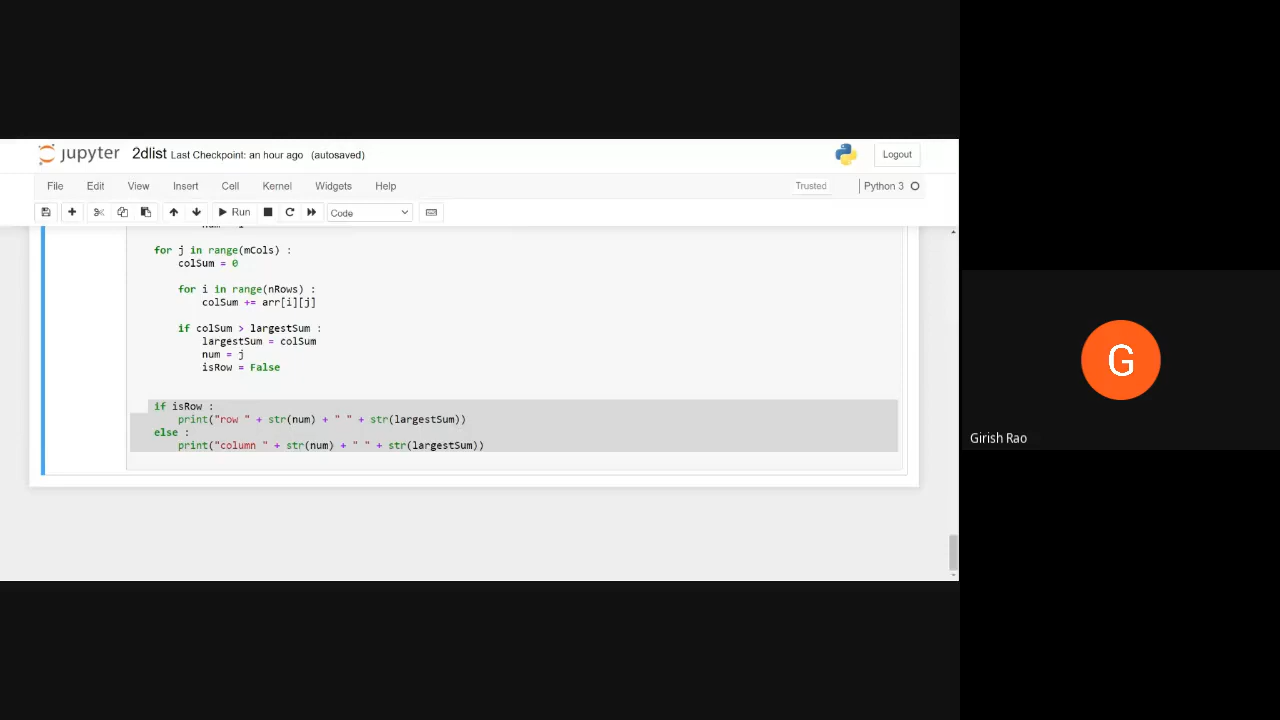 jupyter 2dlist Last Checkpoint: an hour ago (autosaved) Logout
File Edit View Insert Cell Kernel Widgets Help Trusted Python 3
Run Code
for j in range(mCols) :
colSum = 0
for i in range(nRows) :
colSum += arr[i][j]
if colSum > largestSum :
largestSum = colSum
num = j
isRow = False
if isRow :
print("row " + str(num) + " " + str(largestSum))
else :
print("column " + str(num) + " " + str(largestSum))
G
Girish Rao